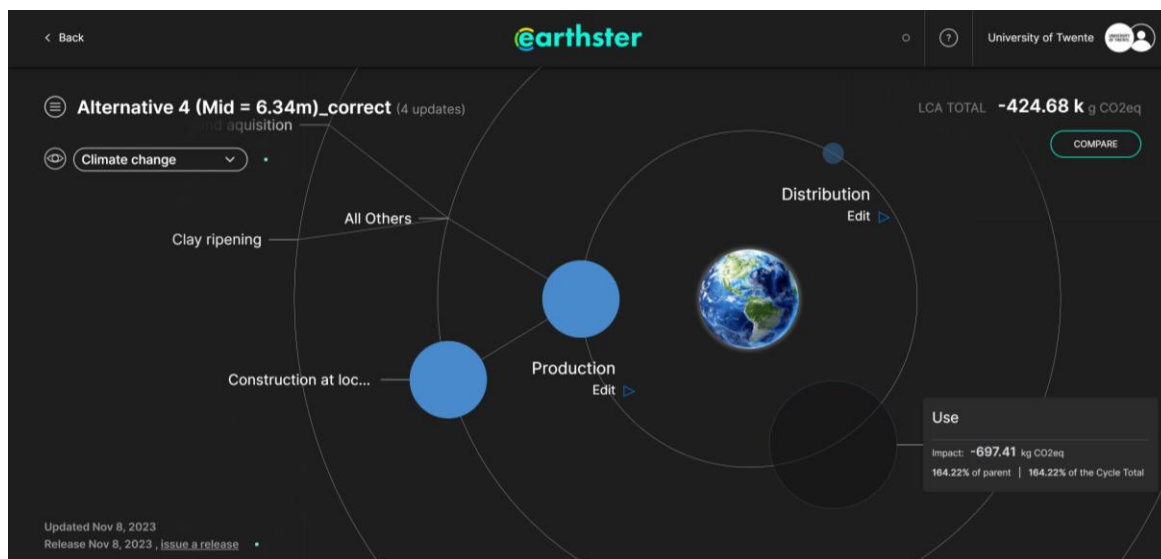 Back
earthster
?
University of Twente
UNIVERSITY
OF TWENTE
Alternative 4 (Mid = 6.34m)_correct (4 updates)
LCA TOTAL -424.68 k g CO2eq
aquisition
COMPARE
Climate change
Distribution
Edit
All Others
Clay ripening
Production
Edit
Construction at loc...
Use
Impact: -697.41 kg CO2eq
164.22% of parent | 164.22% of the Cycle Total
Updated Nov 8, 2023
Release Nov 8, 2023 , issue a release